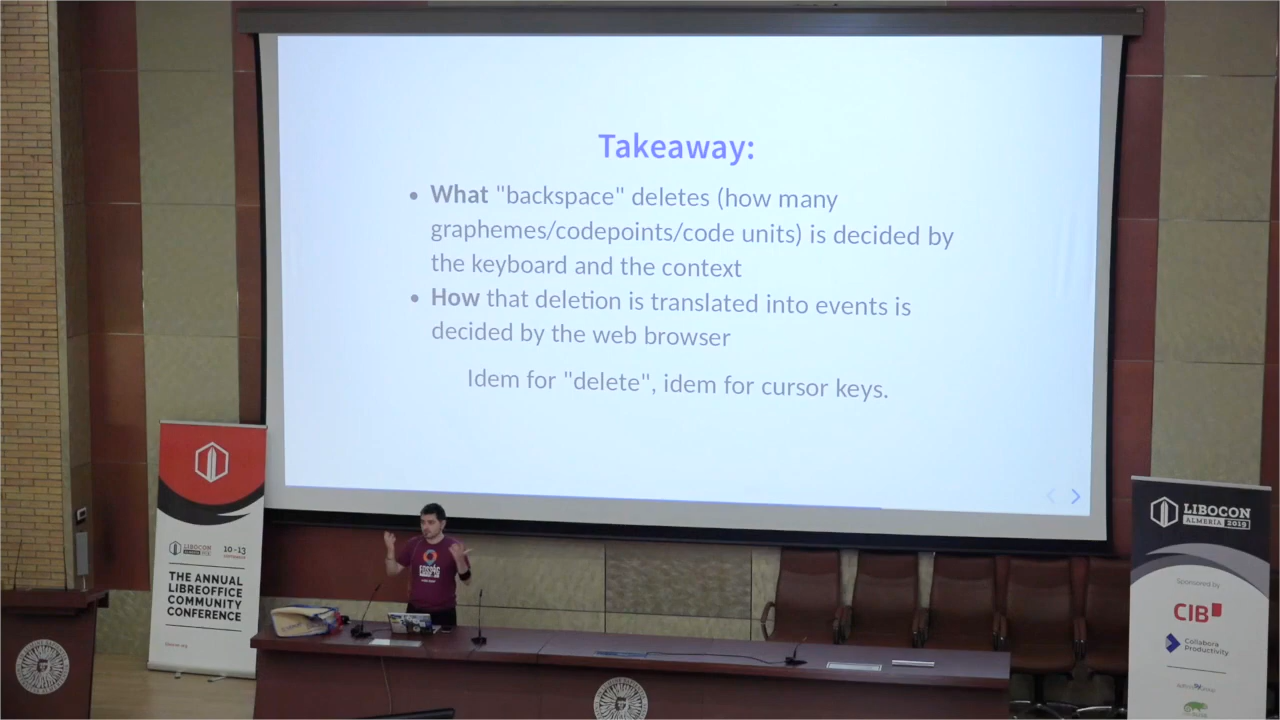 Takeaway:
• What "backspace" deletes (how many
graphemes/codepoints/code units) is decided by
the keyboard and the context
• How that deletion is translated into events is
decided by the web browser
Idem for "delete", idem for cursor keys.
LIBOCON
10-13
THE ANNUAL
LIBREOFFICE
COMMUNITY
CONFERENCE
LIBOCON
ALMERÍA 2019
Sponsored by
CIB
Collabora
Productivity